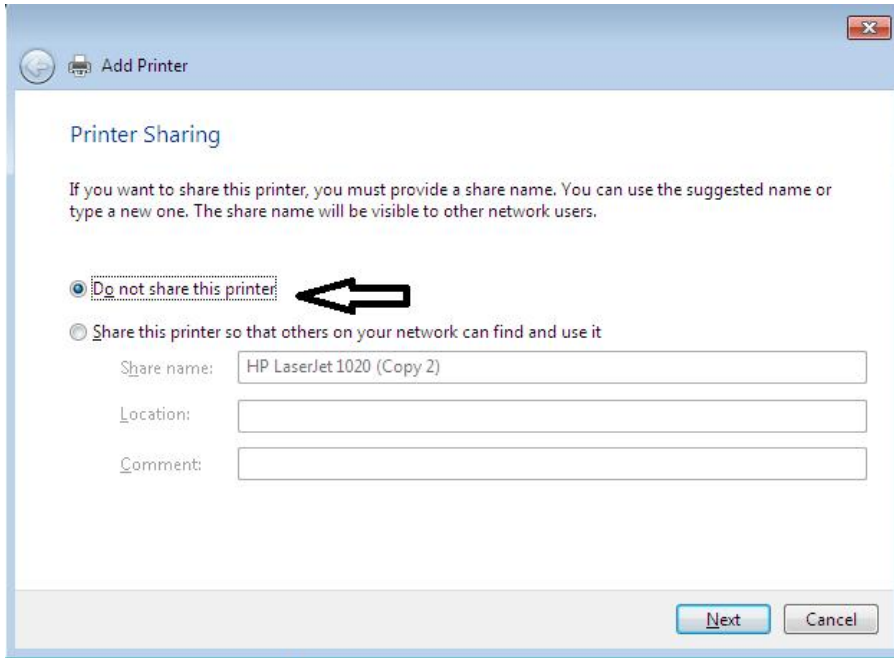 Add Printer
Printer Sharing
If you want to share this printer, you must provide a share name. You can use the suggested name or
type a new one. The share name will be visible to other network users.
Do not share this printer
Share this printer so that others on your network can find and use it
Share name: HP LaserJet 1020 (Copy 2)
Location:
Comment:
Next Cancel